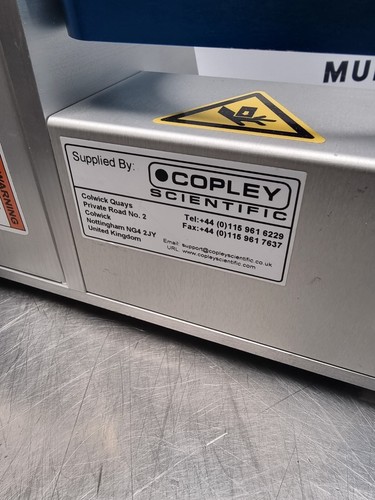 MU
WARNING
Supplied By:
COPLEY
SCIENTIFIC
Colwick Quays
Private Road No. 2
Colwick
Nottingham NG4 2JY
United Kingdom
Tel:+44 (0)115 961 6229
Fax:+44 (0)115 961 7637
Email: support@copleyscientific.co.uk
URL: www.copleyscientific.com